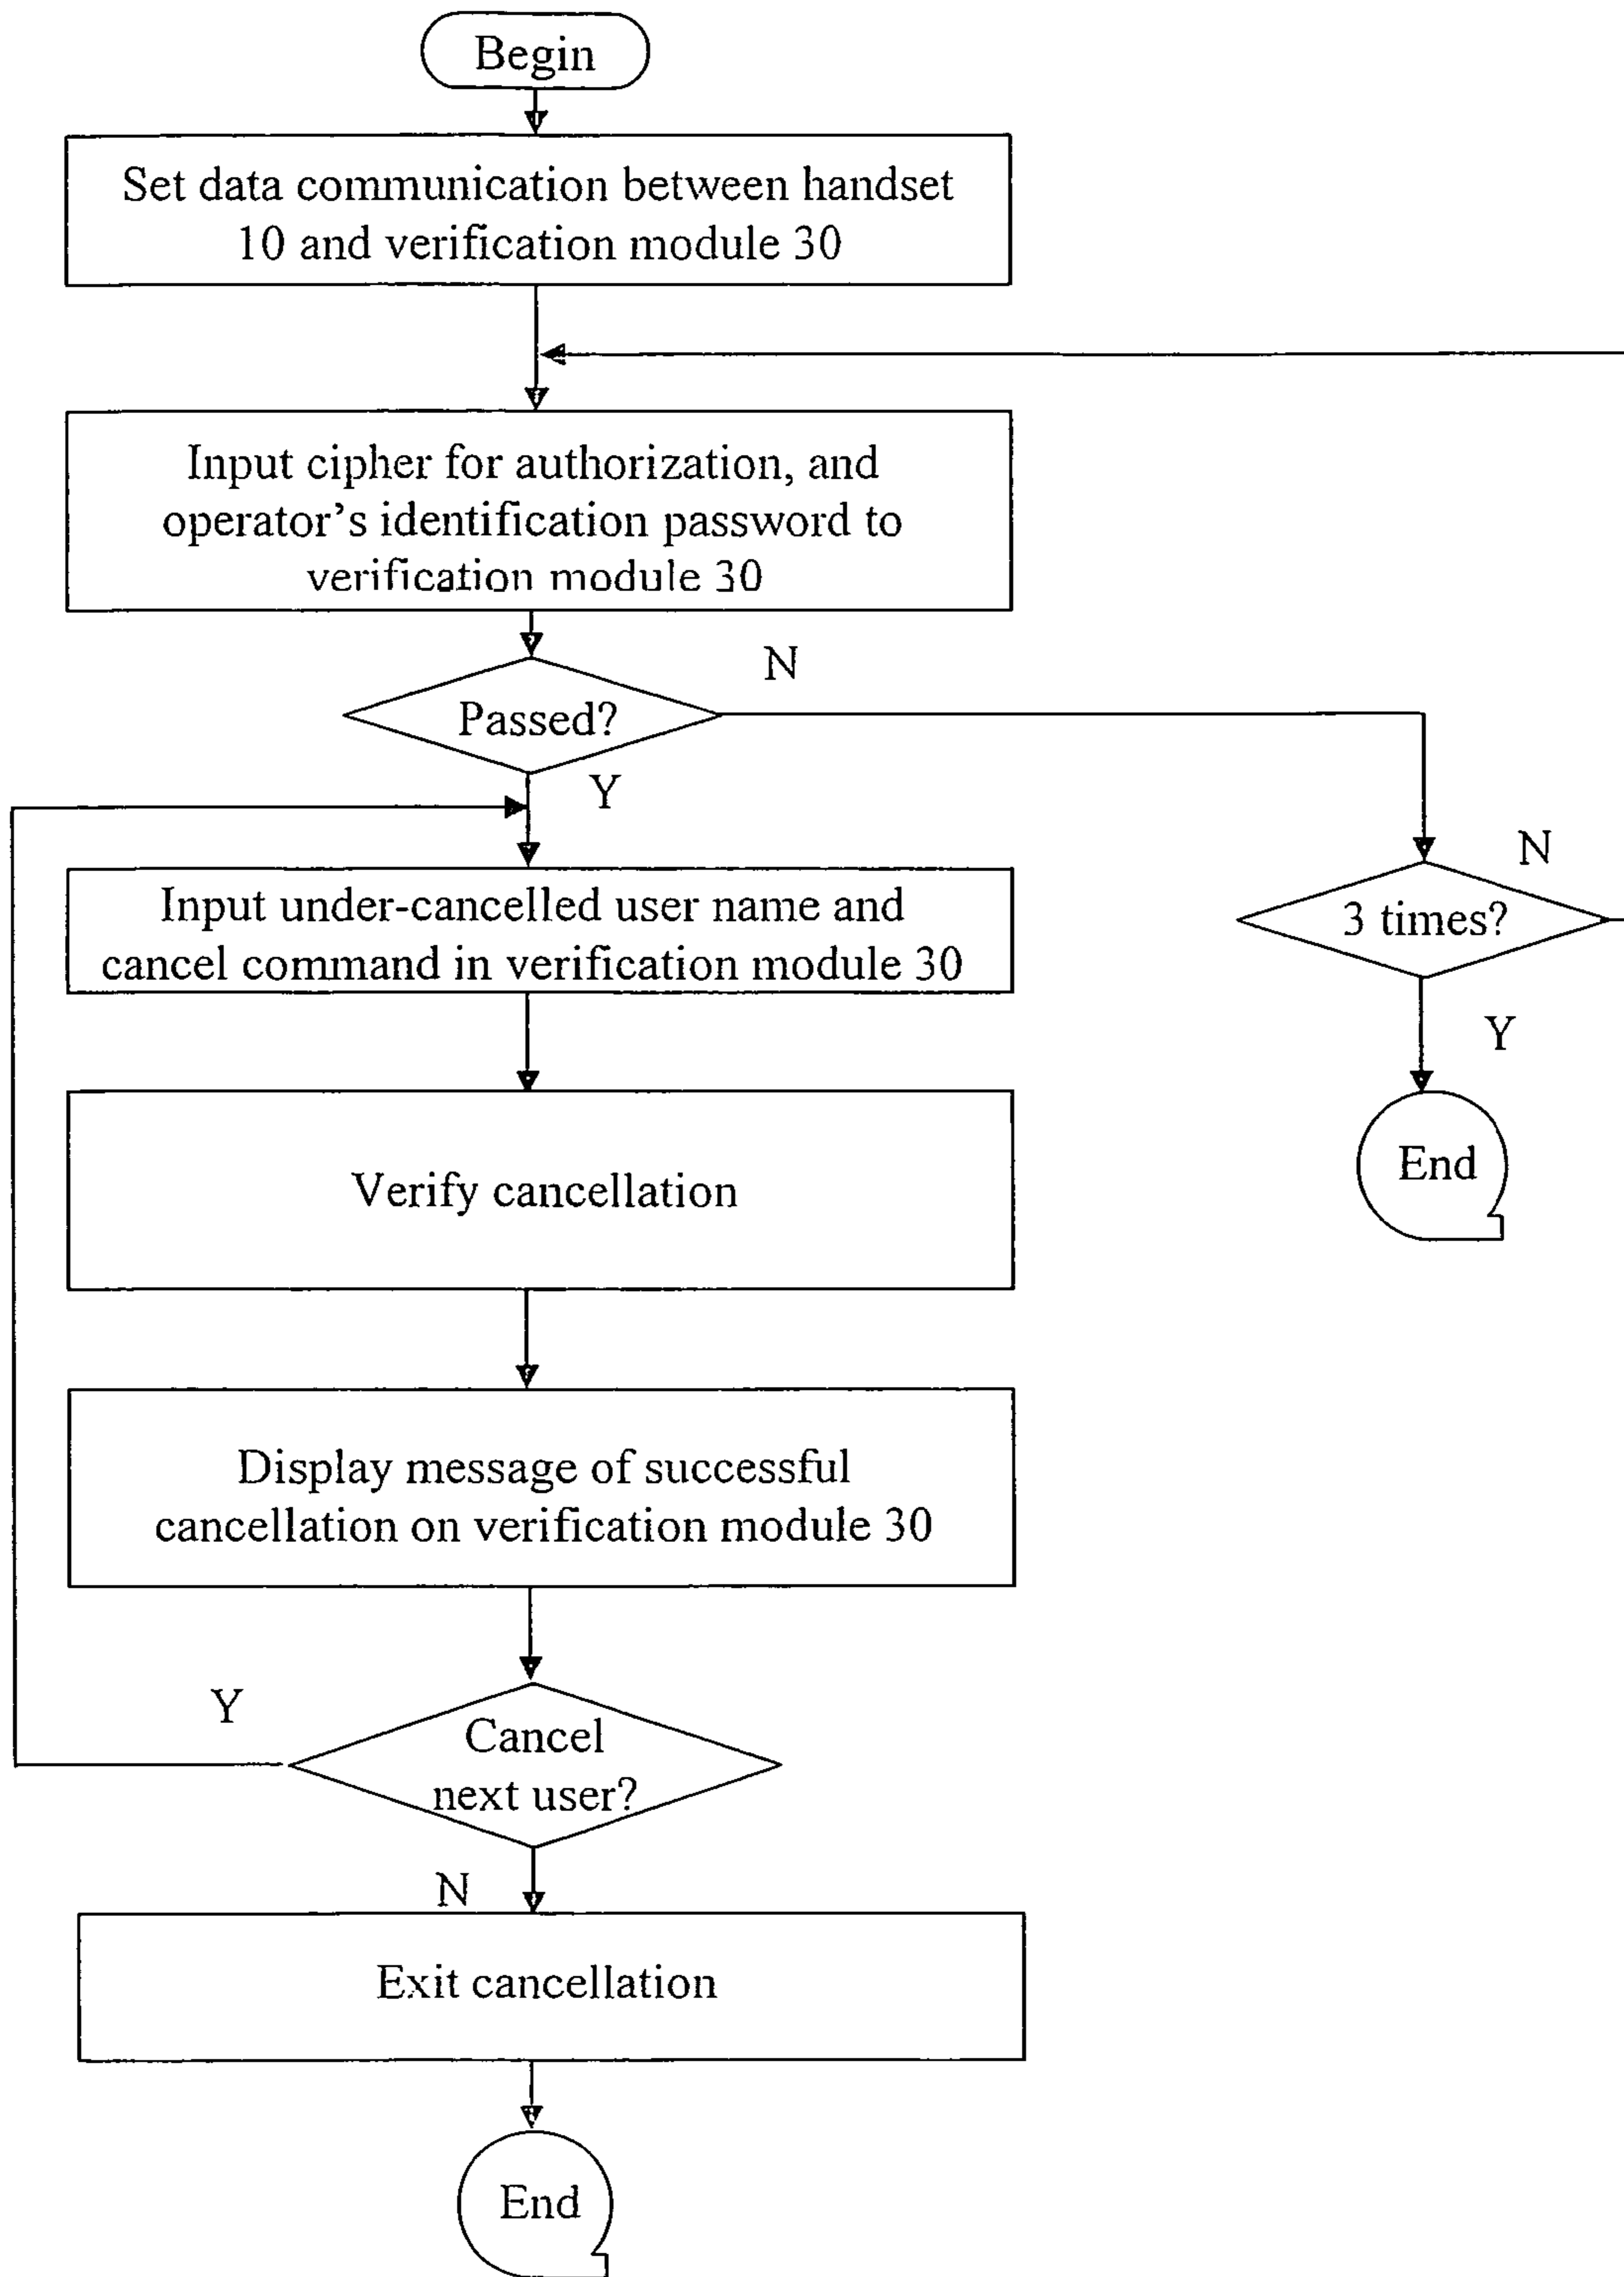 Begin
Set data communication between handset
10 and verification module 30
Input cipher for authorization, and
operator's identification password to
verification module 30
N
Passed?
Y
N
Input under-cancelled user name and
cancel command in verification module 30
3 times?
Y
End
Verify cancellation
Display message of successful
cancellation on verification module 30
Y
Cancel
next user?
N
Exit cancellation
End